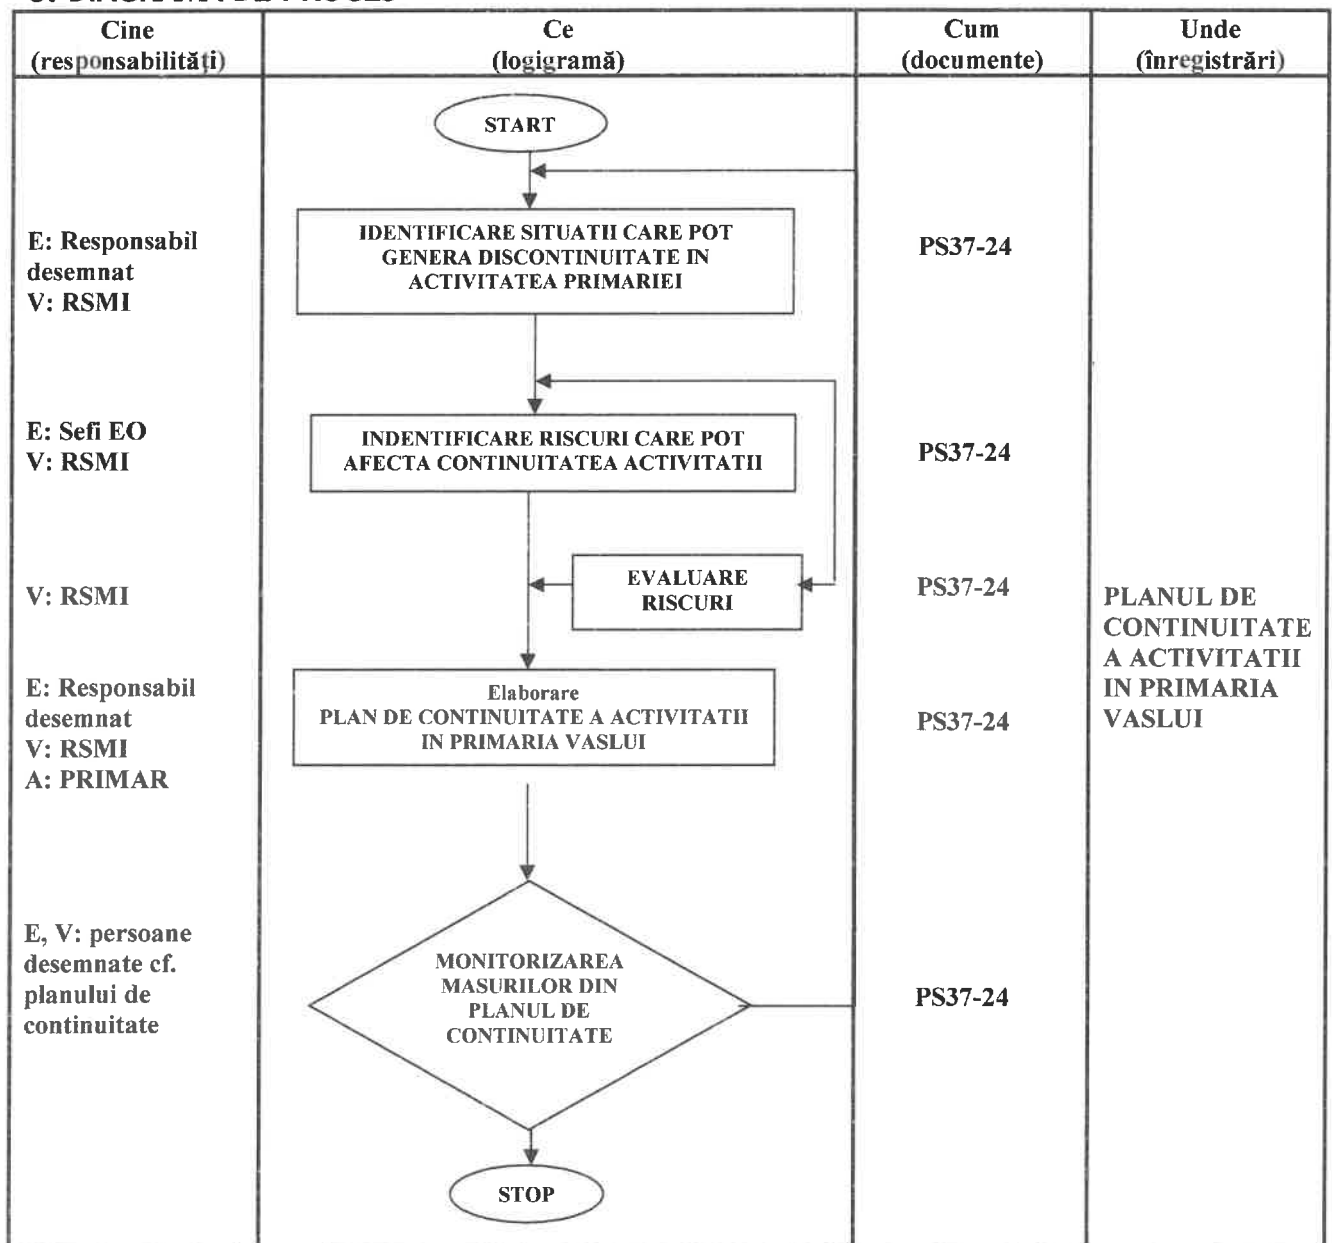 Cine
(responsabilități)
Ce
(logigramă)
Cum
(documente)
Unde
(înregistrări)
START
E: Responsabil
desemnat
V: RSMI
IDENTIFICARE SITUATII CARE POT
GENERA DISCONTINUITATE IN
ACTIVITATEA PRIMARIEI
PS37-24
E: Sefi EO
V: RSMI
INDENTIFICARE RISCURI CARE POT
AFECTA CONTINUITATEA ACTIVITATII
PS37-24
V: RSMI
EVALUARE
RISCURI
PS37-24
PLANUL DE
CONTINUITATE
A ACTIVITATII
IN PRIMARIA
VASLUI
E: Responsabil
desemnat
V: RSMI
A: PRIMAR
Elaborare
PLAN DE CONTINUITATE A ACTIVITATII
IN PRIMARIA VASLUI
PS37-24
E, V: persoane
desemnate cf.
planului de
continuitate
MONITORIZAREA
MASURILOR DIN
PLANUL DE
CONTINUITATE
PS37-24
STOP